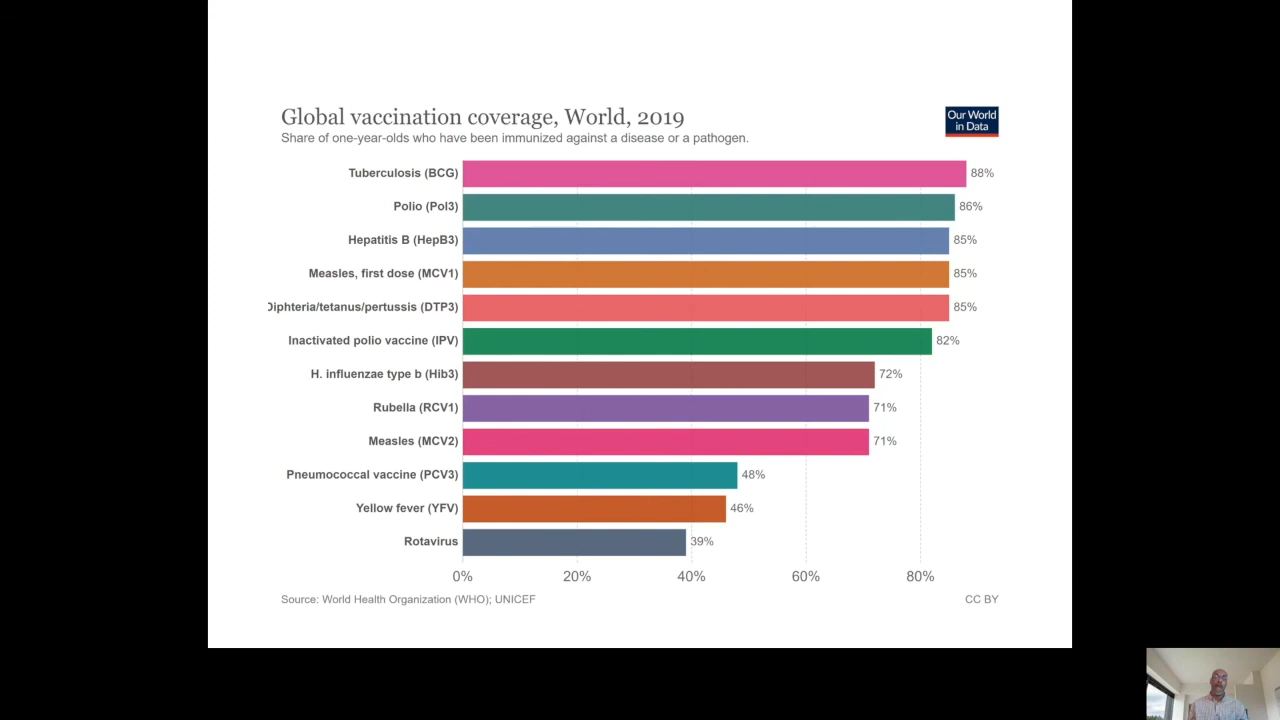 Global vaccination coverage, World, 2019
Share of one-year-olds who have been immunized against a disease or a pathogen.
Our World
in Data
Tuberculosis (BCG) 88%
Polio (Pol3) 86%
Hepatitis B (HepB3) 85%
Measles, first dose (MCV1) 85%
Diphteria/tetanus/pertussis (DTP3) 85%
Inactivated polio vaccine (IPV) 82%
H. influenzae type b (Hib3) 72%
Rubella (RCV1) 71%
Measles (MCV2) 71%
Pneumococcal vaccine (PCV3) 48%
Yellow fever (YFV) 46%
Rotavirus 39%
0% 20% 40% 60% 80%
Source: World Health Organization (WHO); UNICEF CC BY